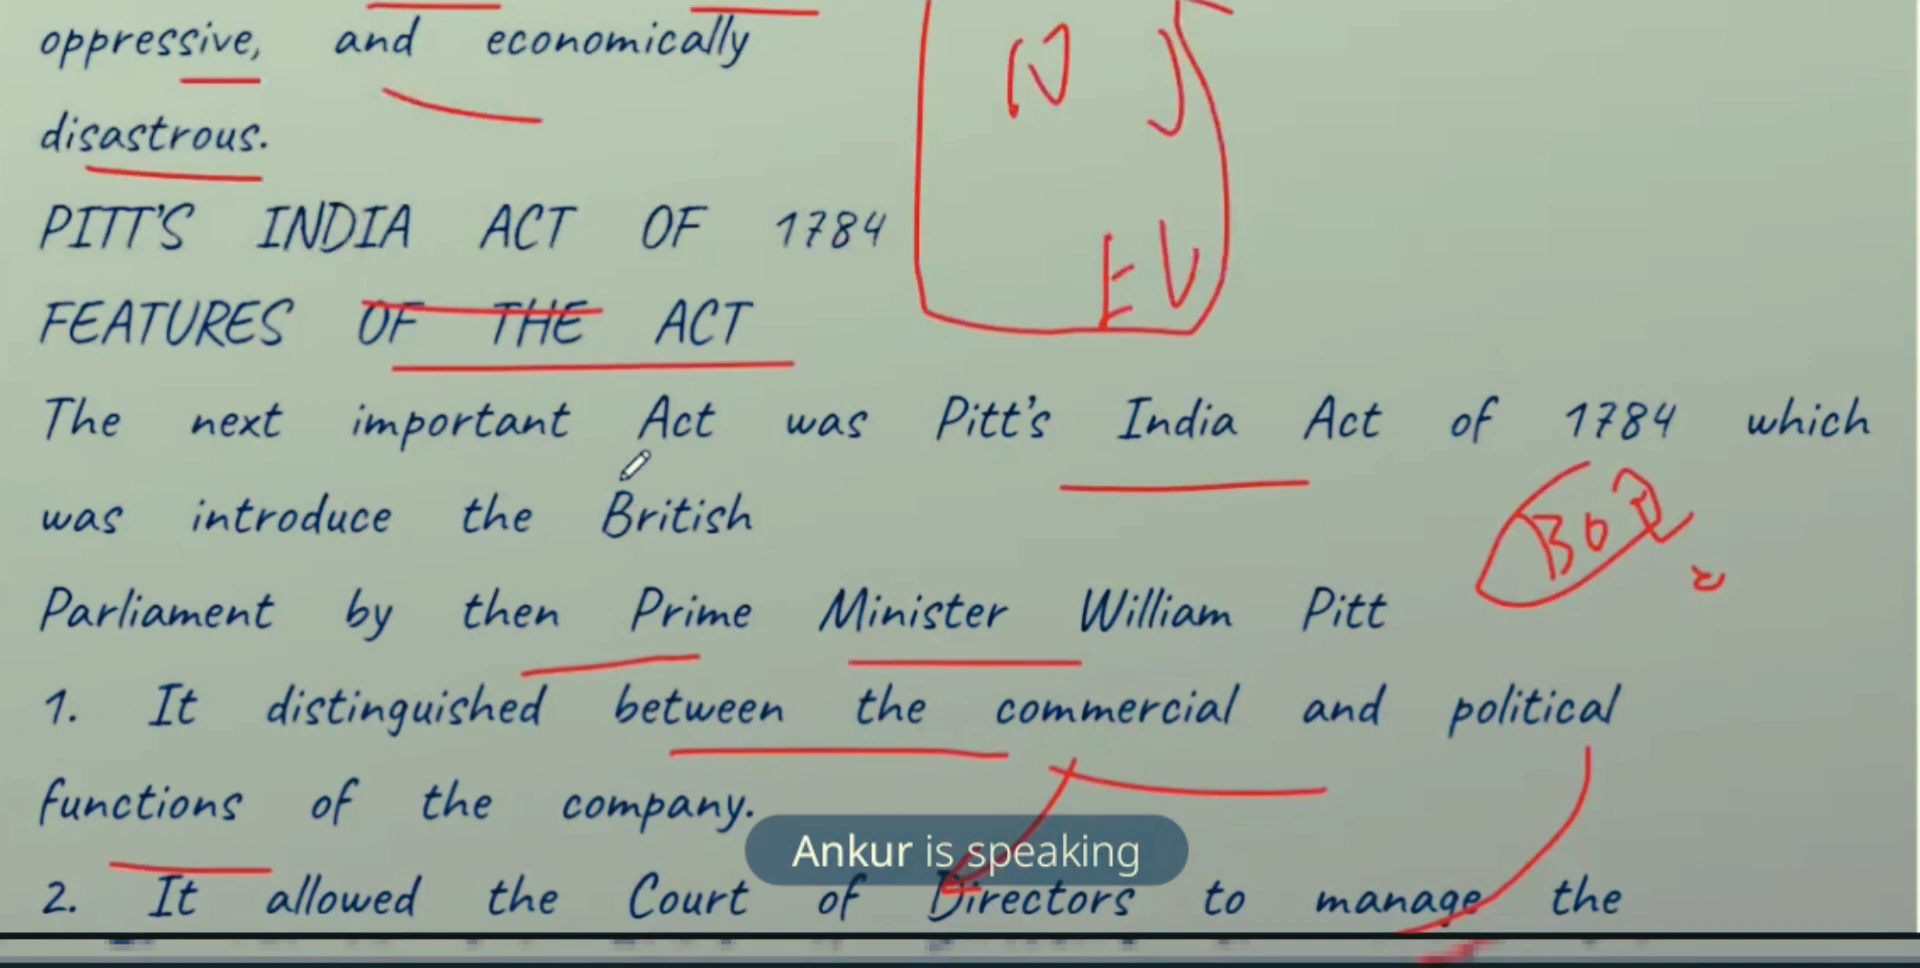 oppressive, and economically
disastrous.
PITT'S INDIA ACT OF 1784
FEATURES OF THE ACT
The next important Act was Pitt's India Act of 1784 which
was introduce the British
Parliament by then Prime Minister William Pitt
1. It distinguished between the commercial and political
functions of the company.
Ankur is speaking
2. It allowed the Court of Directors to manage the